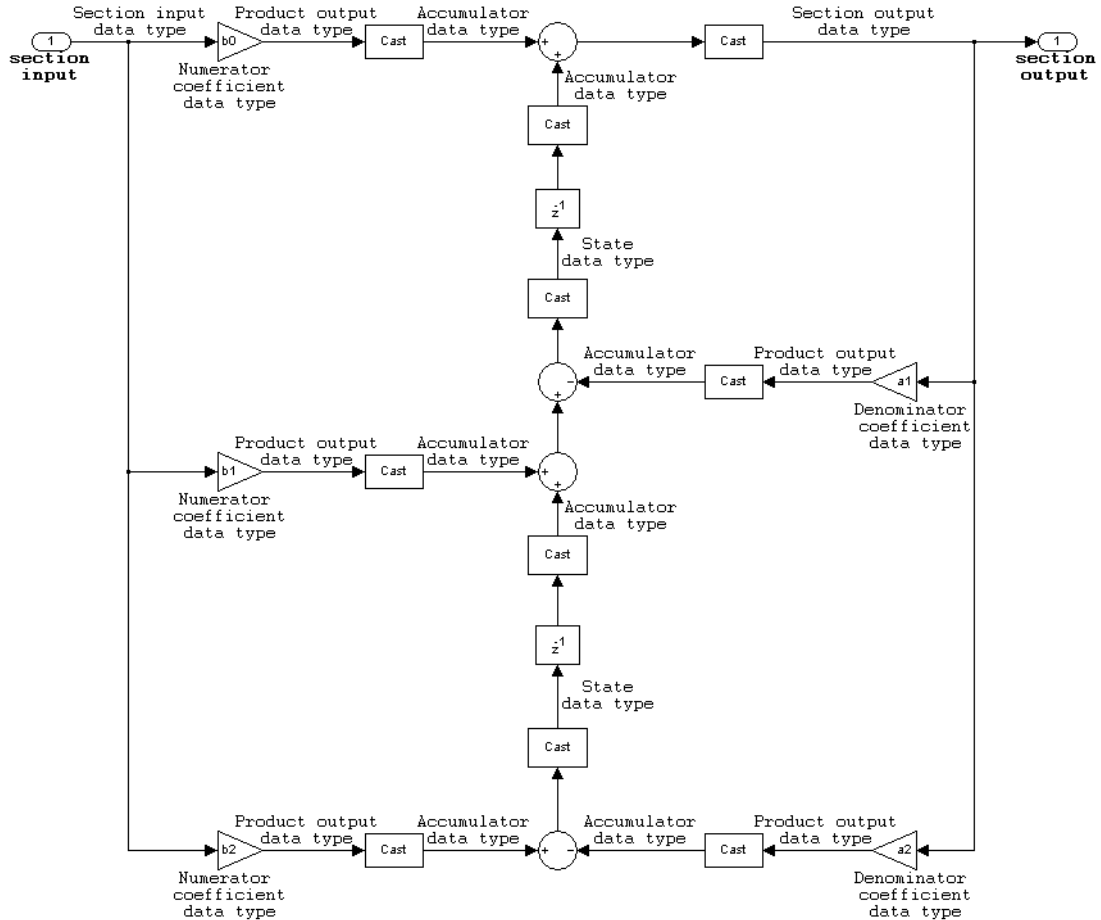 Section input
data type
Product output
data type
Accumulator
data type
Section output
data type
1
section
input
b0
Cast
+
+
Cast
1
section
output
Numerator
coefficient
data type
Accumulator
data type
Cast
z-1
State
data type
Cast
Accumulator
data type
Product output
data type
+
-
Cast
a1
Denominator
coefficient
data type
Product output
data type
Accumulator
data type
b1
Cast
+
+
Numerator
coefficient
data type
Accumulator
data type
Cast
z-1
State
data type
Cast
Product output
data type
Accumulator
data type
Accumulator
data type
Product output
data type
b2
Cast
+
-
Cast
a2
Numerator
coefficient
data type
Denominator
coefficient
data type